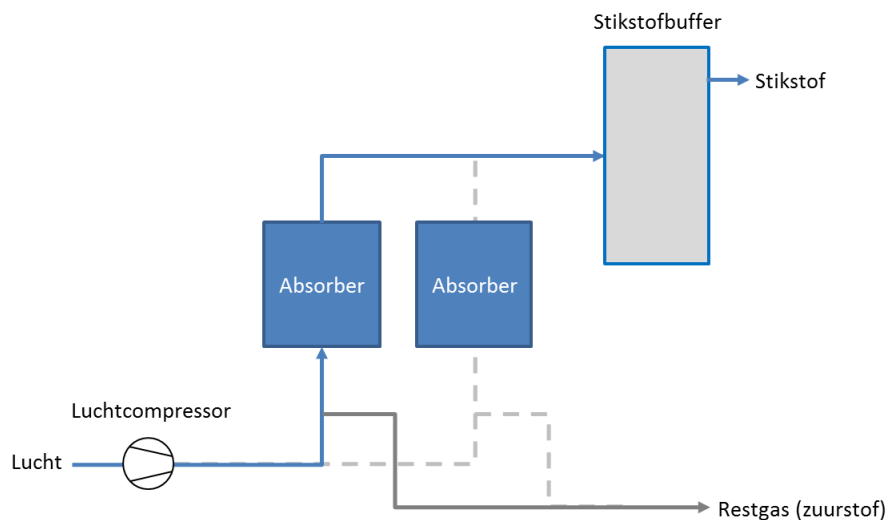 Stikstofbuffer
Stikstof
Absorber
Absorber
Luchtcompressor
Lucht
Restgas (zuurstof)